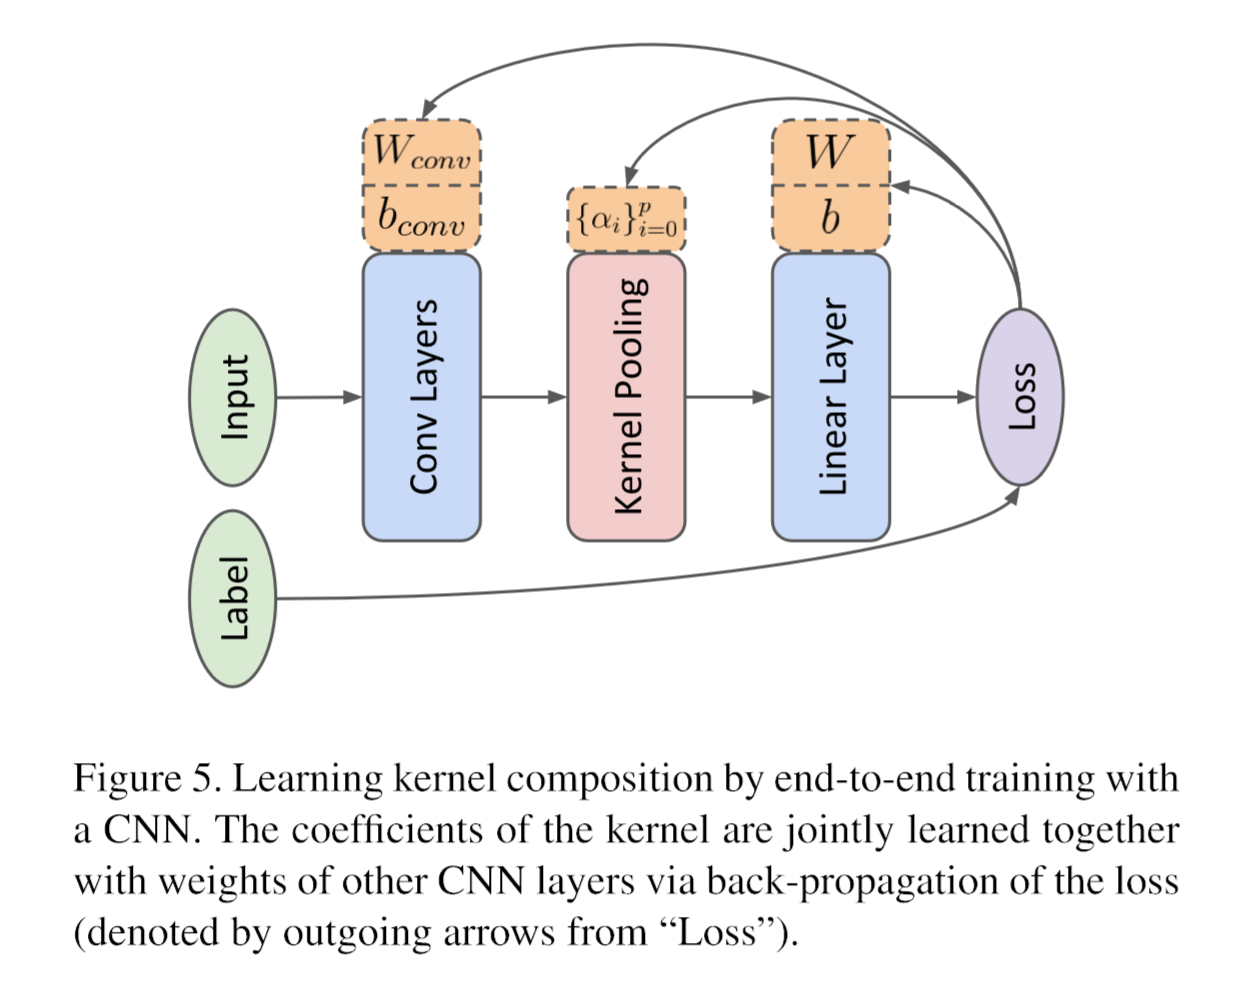 W_{conv}
b_{conv}
{α_i}_{i=0}^p
W
b
Input
Conv Layers
Kernel Pooling
Linear Layer
Loss
Label
Figure 5. Learning kernel composition by end-to-end training with
a CNN. The coefficients of the kernel are jointly learned together
with weights of other CNN layers via back-propagation of the loss
(denoted by outgoing arrows from “Loss”).